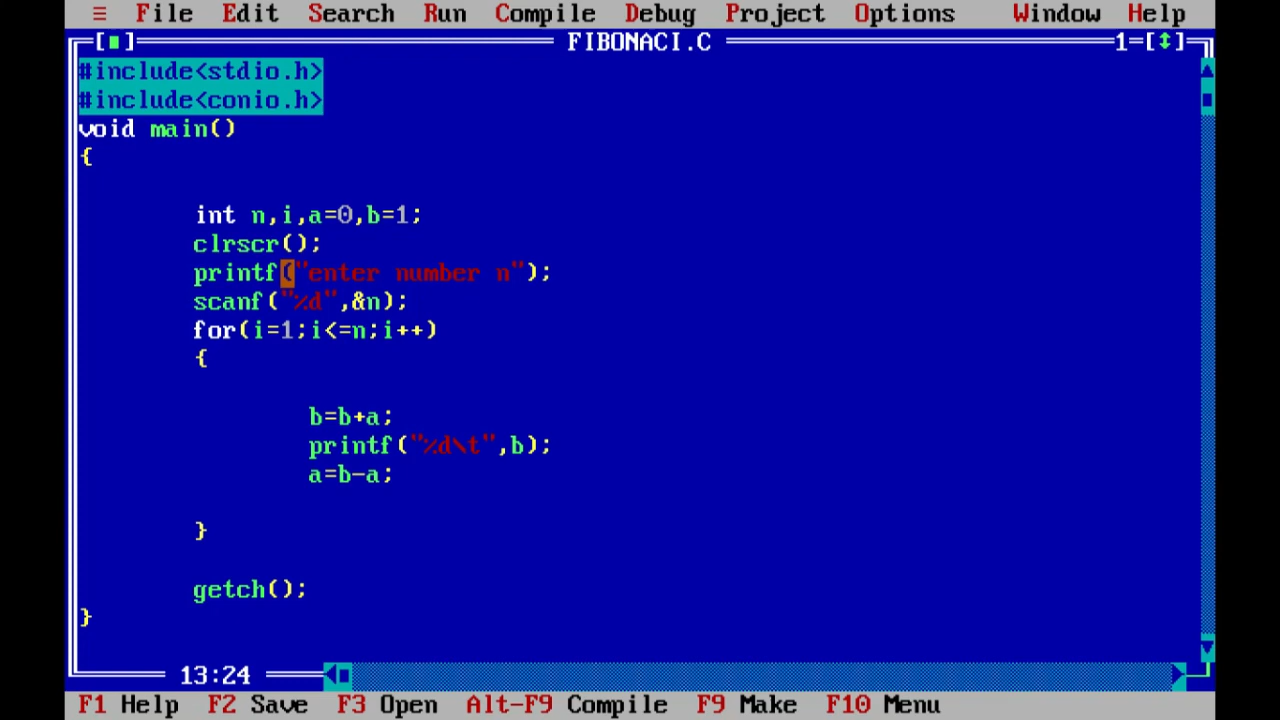 ≡ File Edit Search Run Compile Debug Project Options Window Help
[■] FIBONACI.C 1=[↕]
#include<stdio.h>
#include<conio.h>
void main()
{
int n,i,a=0,b=1;
clrscr();
printf("enter number n");
scanf("%d",&n);
for(i=1;i<=n;i++)
{
b=b+a;
printf("%d\t",b);
a=b-a;
}
getch();
}
13:24
F1 Help F2 Save F3 Open Alt-F9 Compile F9 Make F10 Menu